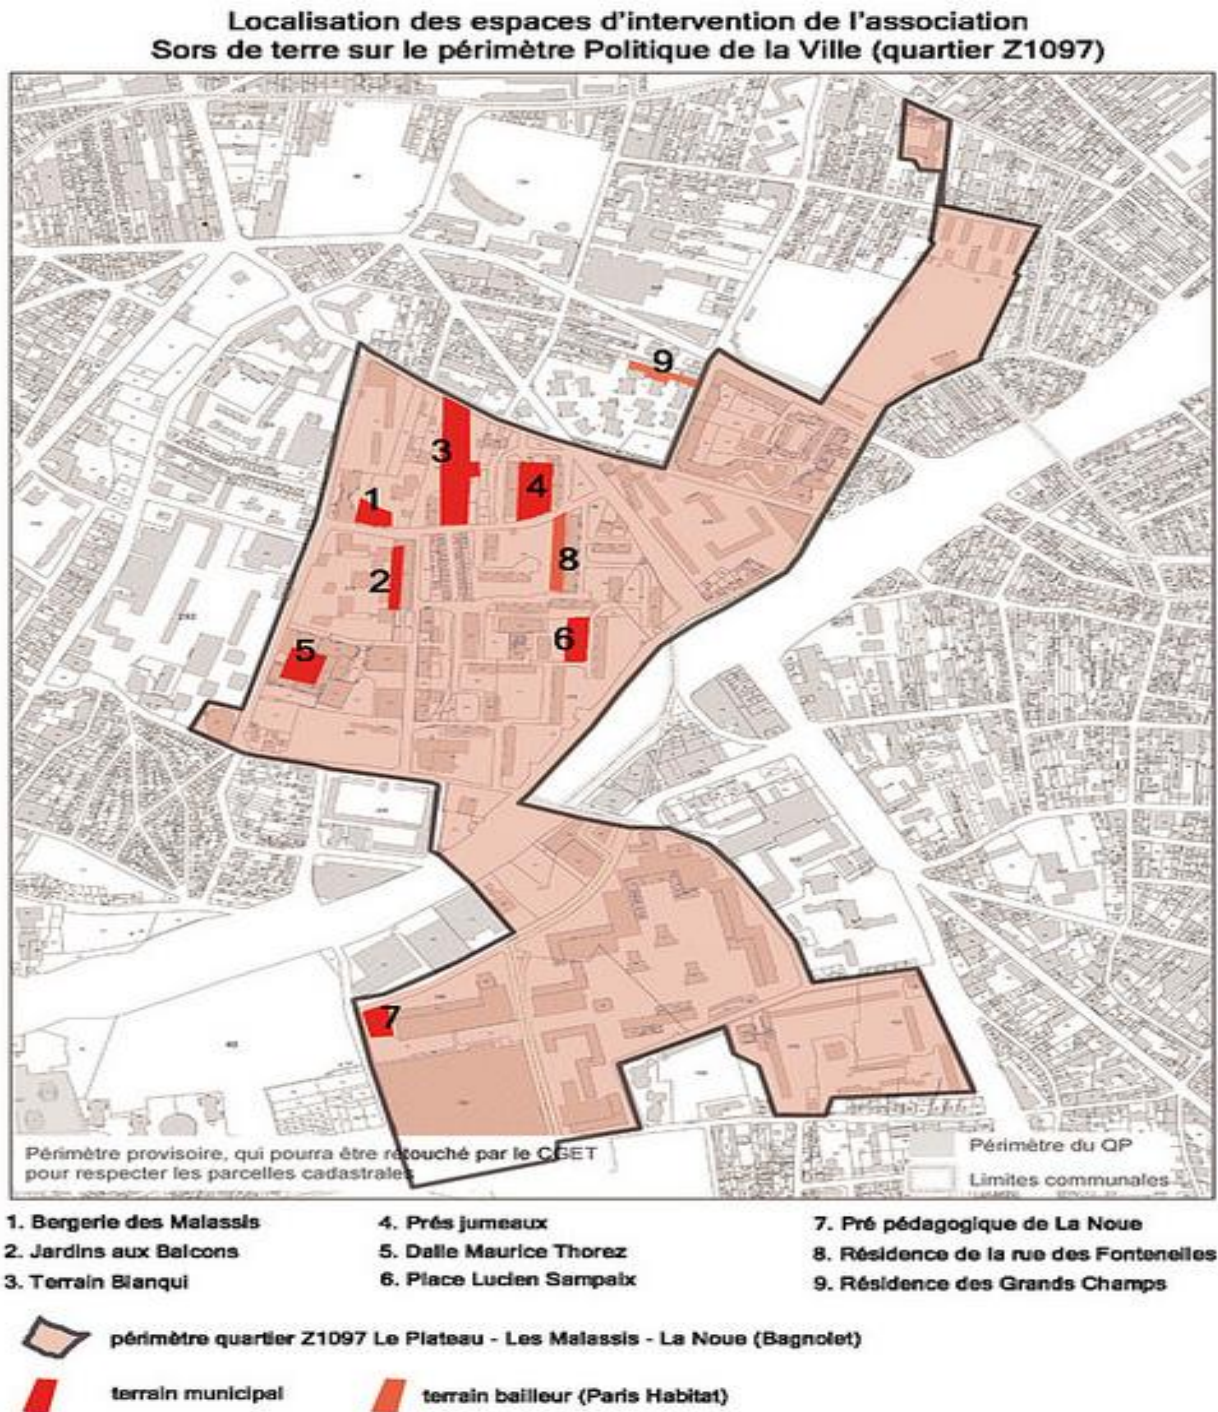 Localisation des espaces d'intervention de l'association
Sors de terre sur le périmètre Politique de la Ville (quartier Z1097)
9
3
1
4
2
8
5
6
7
Périmètre provisoire, qui pourra être retouché par le CGET
pour respecter les parcelles cadastrales
Périmètre du QP
Limites communales
1. Bergerie des Malassis
2. Jardins aux Balcons
3. Terrain Blanqui
4. Prés jumeaux
5. Dalle Maurice Thorez
6. Place Lucien Sampaix
7. Pré pédagogique de La Noue
8. Résidence de la rue des Fontenelles
9. Résidence des Grands Champs
périmètre quartier Z1097 Le Plateau - Les Malassis - La Noue (Bagnolet)
terrain municipal
terrain bailleur (Paris Habitat)